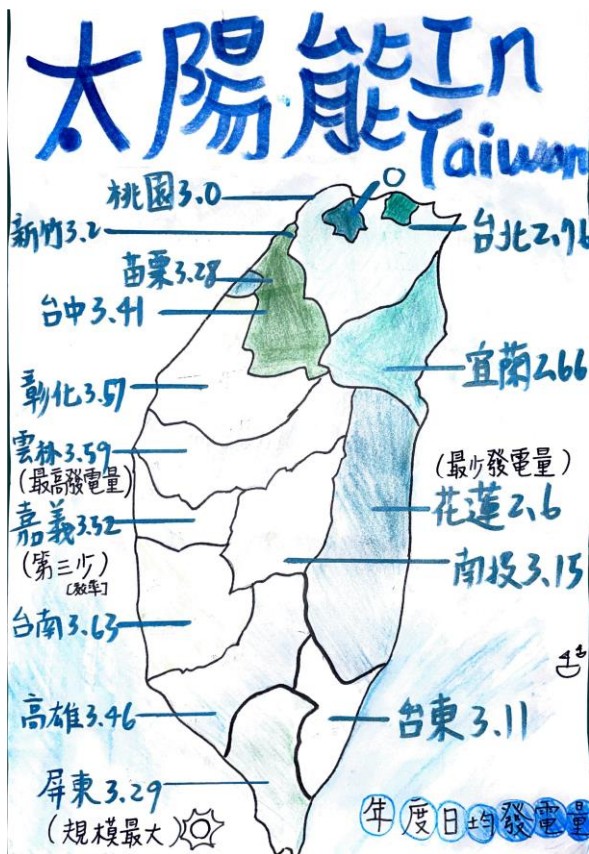 太陽能In
Taiwan
桃園3.0
新竹3.2
台北2.76
苗栗3.28
台中3.41
宜蘭2.66
彰化3.57
雲林3.59
(最高發電量)
(最少發電量)
花蓮2.6
嘉義3.52
(第三少)
[效率]
南投3.15
台南3.63
高雄3.46
台東3.11
屏東3.29
(規模最大)
年度日均發電量